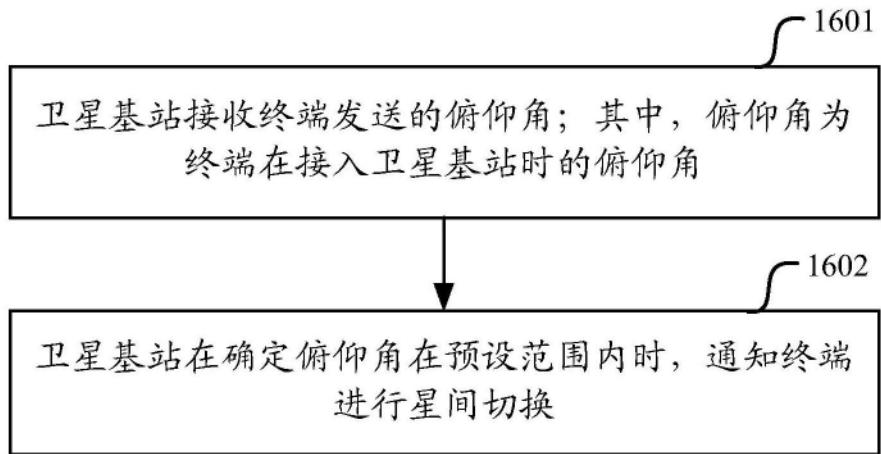 1601
卫星基站接收终端发送的俯仰角；其中，俯仰角为
终端在接入卫星基站时的俯仰角
1602
卫星基站在确定俯仰角在预设范围内时，通知终端
进行星间切换